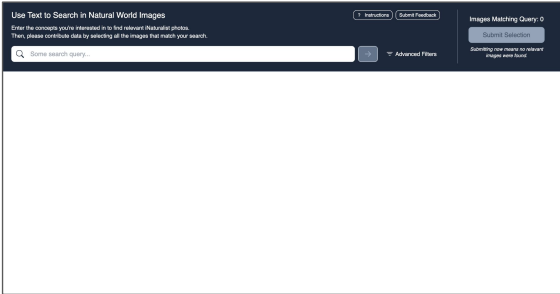 Use Text to Search in Natural World Images
Enter the concepts you're interested in to find relevant iNaturalist photos.
Then, please contribute data by selecting all the images that match your search.
? Instructions
Submit Feedback
Some search query...
Advanced Filters
Images Matching Query: 0
Submit Selection
Submitting now means no relevant
images were found.